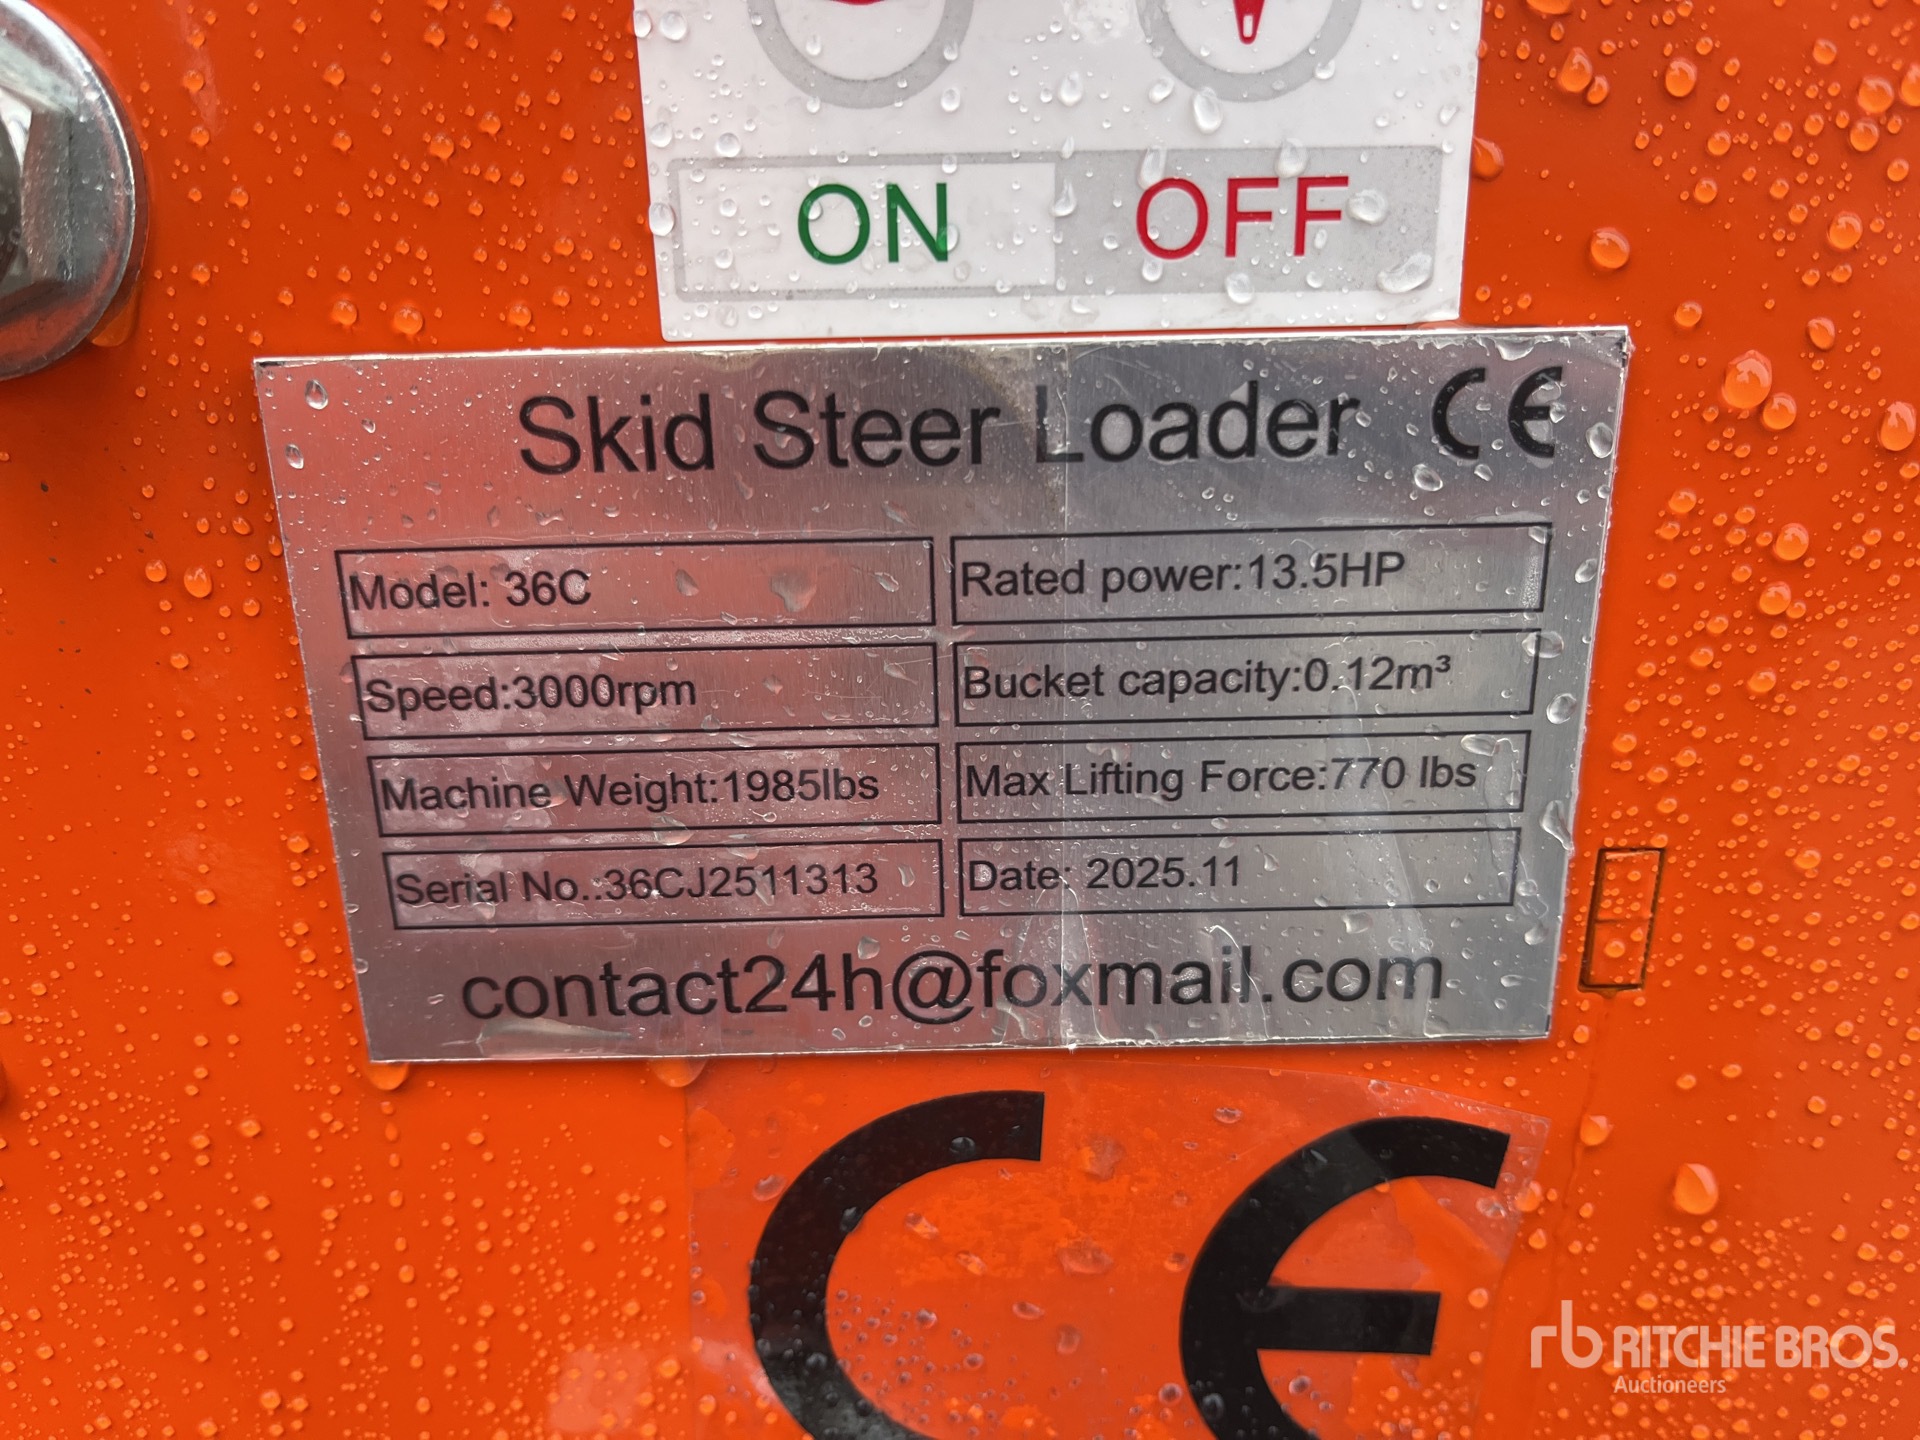 ON OFF
Skid Steer Loader CE
Model: 36C
Rated power:13.5HP
Speed:3000rpm
Bucket capacity:0.12m³
Machine Weight:1985lbs
Max Lifting Force:770 lbs
Serial No.:36CJ2511313
Date: 2025.11
contact24h@foxmail.com
CE
rb RITCHIE BROS.
Auctioneers